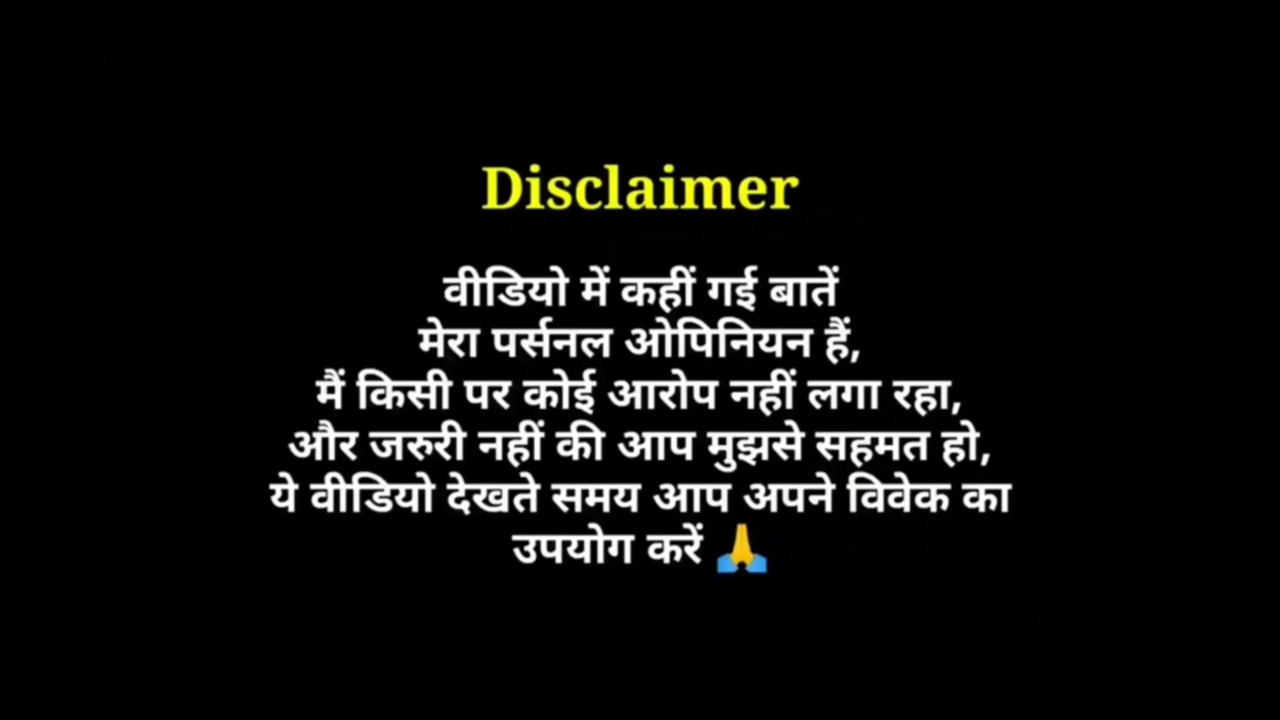 Disclaimer
वीडियो में कहीं गई बातें
मेरा पर्सनल ओपिनियन हैं,
मैं किसी पर कोई आरोप नहीं लगा रहा,
और जरुरी नहीं की आप मुझसे सहमत हो,
ये वीडियो देखते समय आप अपने विवेक का
उपयोग करें 🙏